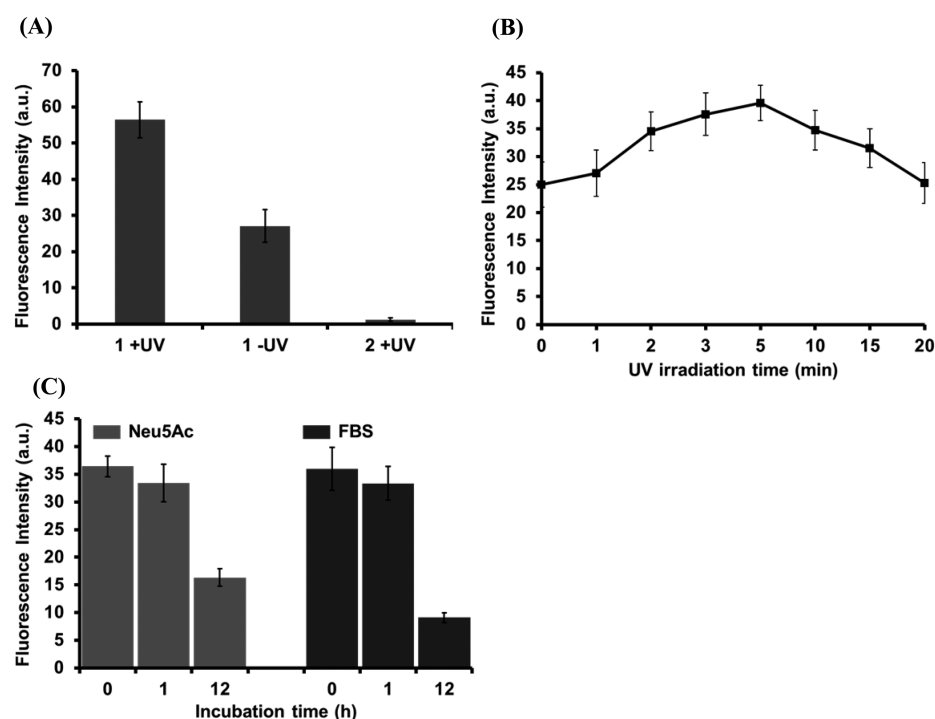 (A)
Fluorescence Intensity (a.u.)
70
60
50
40
30
20
10
0
1 +UV 1 -UV 2 +UV
(B)
Fluorescence Intensity (a.u.)
45
40
35
30
25
20
15
10
5
0
0 1 2 3 5 10 15 20
UV irradiation time (min)
(C)
Fluorescence Intensity (a.u.)
45
40
35
30
25
20
15
10
5
0
Neu5Ac FBS
0 1 12 0 1 12
Incubation time (h)